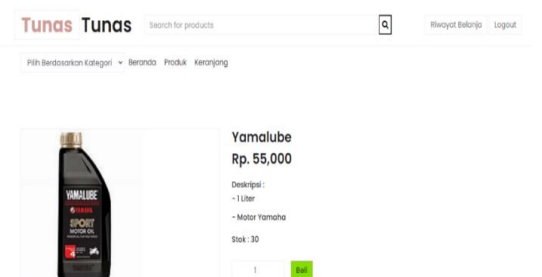 Tunas Tunas
Search for products
Riwayat Belanja Logout
Pilih Berdasarkan Kategori Beranda Produk Keranjang
Yamalube
Rp. 55,000
Deskripsi :
- 1 Liter
- Motor Yamaha
Stok : 30
1 Beli
YAMALUBE
YAMAHA
SPORT
MOTOR OIL
4